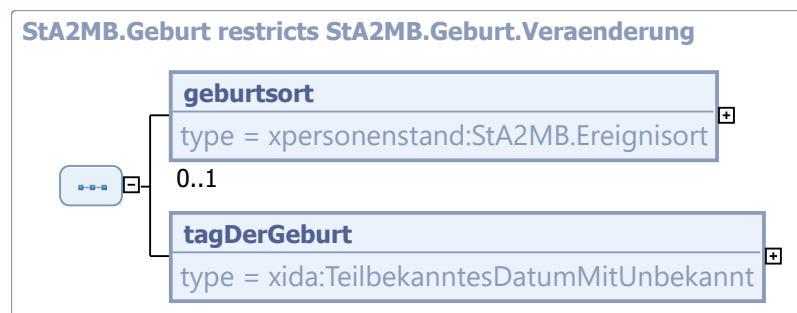 StA2MB.Geburt restricts StA2MB.Geburt.Veraenderung
geburtsort
type = xpersonenstand:StA2MB.Ereignisort
0..1
tagDerGeburt
type = xida:TeilbekanntesDatumMitUnbekannt